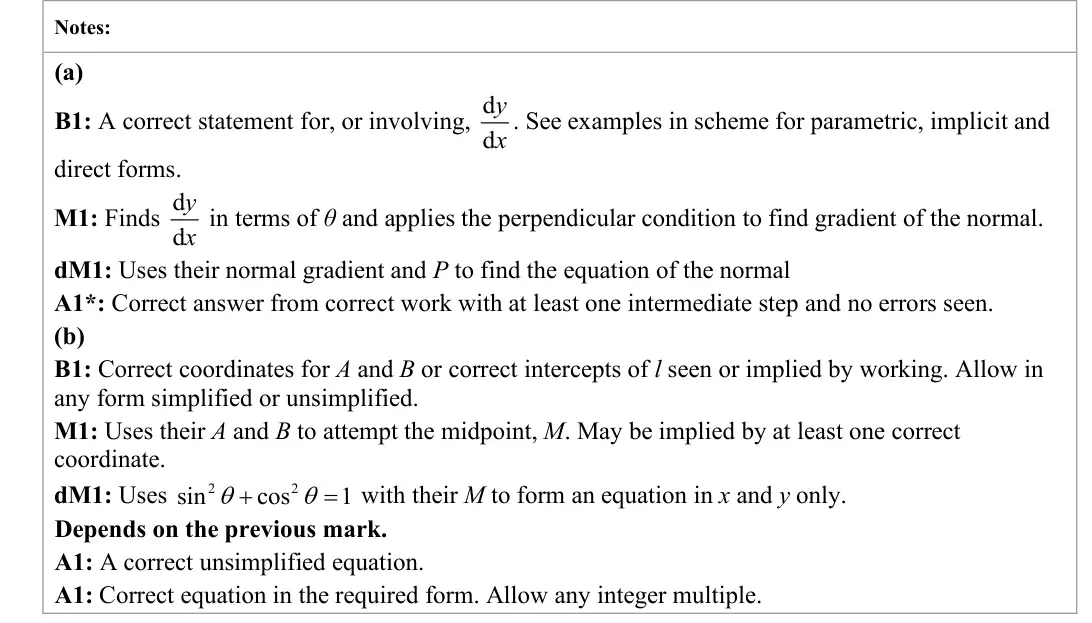 Notes:
(a)
B1: A correct statement for, or involving, dy/dx. See examples in scheme for parametric, implicit and
direct forms.
M1: Finds dy/dx in terms of θ and applies the perpendicular condition to find gradient of the normal.
dM1: Uses their normal gradient and P to find the equation of the normal
A1*: Correct answer from correct work with at least one intermediate step and no errors seen.
(b)
B1: Correct coordinates for A and B or correct intercepts of l seen or implied by working. Allow in
any form simplified or unsimplified.
M1: Uses their A and B to attempt the midpoint, M. May be implied by at least one correct
coordinate.
dM1: Uses sin² θ + cos² θ = 1 with their M to form an equation in x and y only.
Depends on the previous mark.
A1: A correct unsimplified equation.
A1: Correct equation in the required form. Allow any integer multiple.